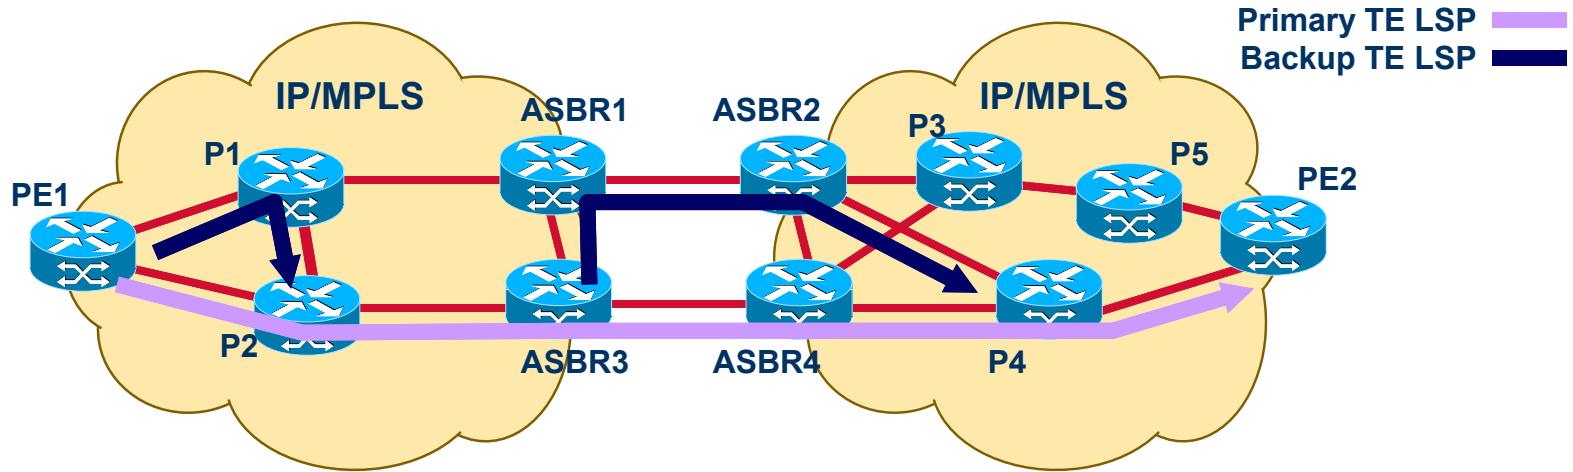 Primary TE LSP
Backup TE LSP
IP/MPLS
IP/MPLS
ASBR1
ASBR2
P3
P1
P5
PE1
PE2
P2
ASBR3
ASBR4
P4